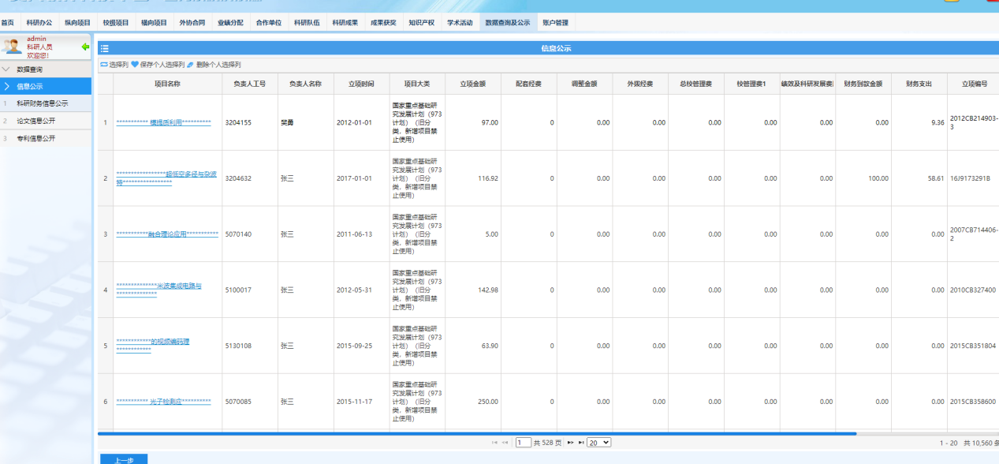 首页 科研办公 纵向项目 校级项目 横向项目 外协合同 业绩分配 合作单位 科研队伍 科研成果 成果获奖 知识产权 学术活动 数据查询及公示 账户管理
admin
科研人员
欢迎您!
数据查询
信息公示
1 科研财务信息公示
2 论文信息公开
3 专利信息公开
信息公示
选择列 保存个人选择列 删除个人选择列
项目名称 负责人工号 负责人名称 立项时间 项目大类 立项金额 配套经费 调整金额 外拨经费 总校管理费 校管理费1 绩效及科研发展费 财务到款金额 财务支出 立项编号
国家重点基础研
究发展计划（973
1 *********** 模提质利用********** 3204155 樊勇 2012-01-01 计划）（旧分 97.00 0 0.00 0.00 0.00 0.00 0.00 0.00 9.36 2012CB214903-
3
类，新增项目禁
止使用）
国家重点基础研
究发展计划（973
*****************超低空多径与杂波
2 特***************** 3204632 张三 2017-01-01 计划）（旧分 116.92 0 0.00 0.00 0.00 0.00 0.00 100.00 58.61 16J9173291B
类，新增项目禁
止使用）
国家重点基础研
究发展计划（973
3 ***********融合理论应用*********** 5070140 张三 2011-06-13 计划）（旧分 5.00 0 0.00 0.00 0.00 0.00 0.00 0.00 0.00 2007CB714406-
2
类，新增项目禁
止使用）
国家重点基础研
究发展计划（973
**************米波集成电路与
4 ************** 5100017 张三 2012-05-31 计划）（旧分 142.98 0 0.00 0.00 0.00 0.00 0.00 0.00 0.00 2010CB327400
类，新增项目禁
止使用）
国家重点基础研
究发展计划（973
************的视频编码理
5 ************ 5130108 张三 2015-09-25 计划）（旧分 63.90 0 0.00 0.00 0.00 0.00 0.00 0.00 0.00 2015CB351804
类，新增项目禁
止使用）
国家重点基础研
究发展计划（973
6 *********** 光子检测应********** 5070085 张三 2015-11-17 计划）（旧分 250.00 0 0.00 0.00 0.00 0.00 0.00 0.00 0.00 2015CB358600
类，新增项目禁
止使用）
1 共 528 页 20
1 - 20 共 10,560 条
上一步